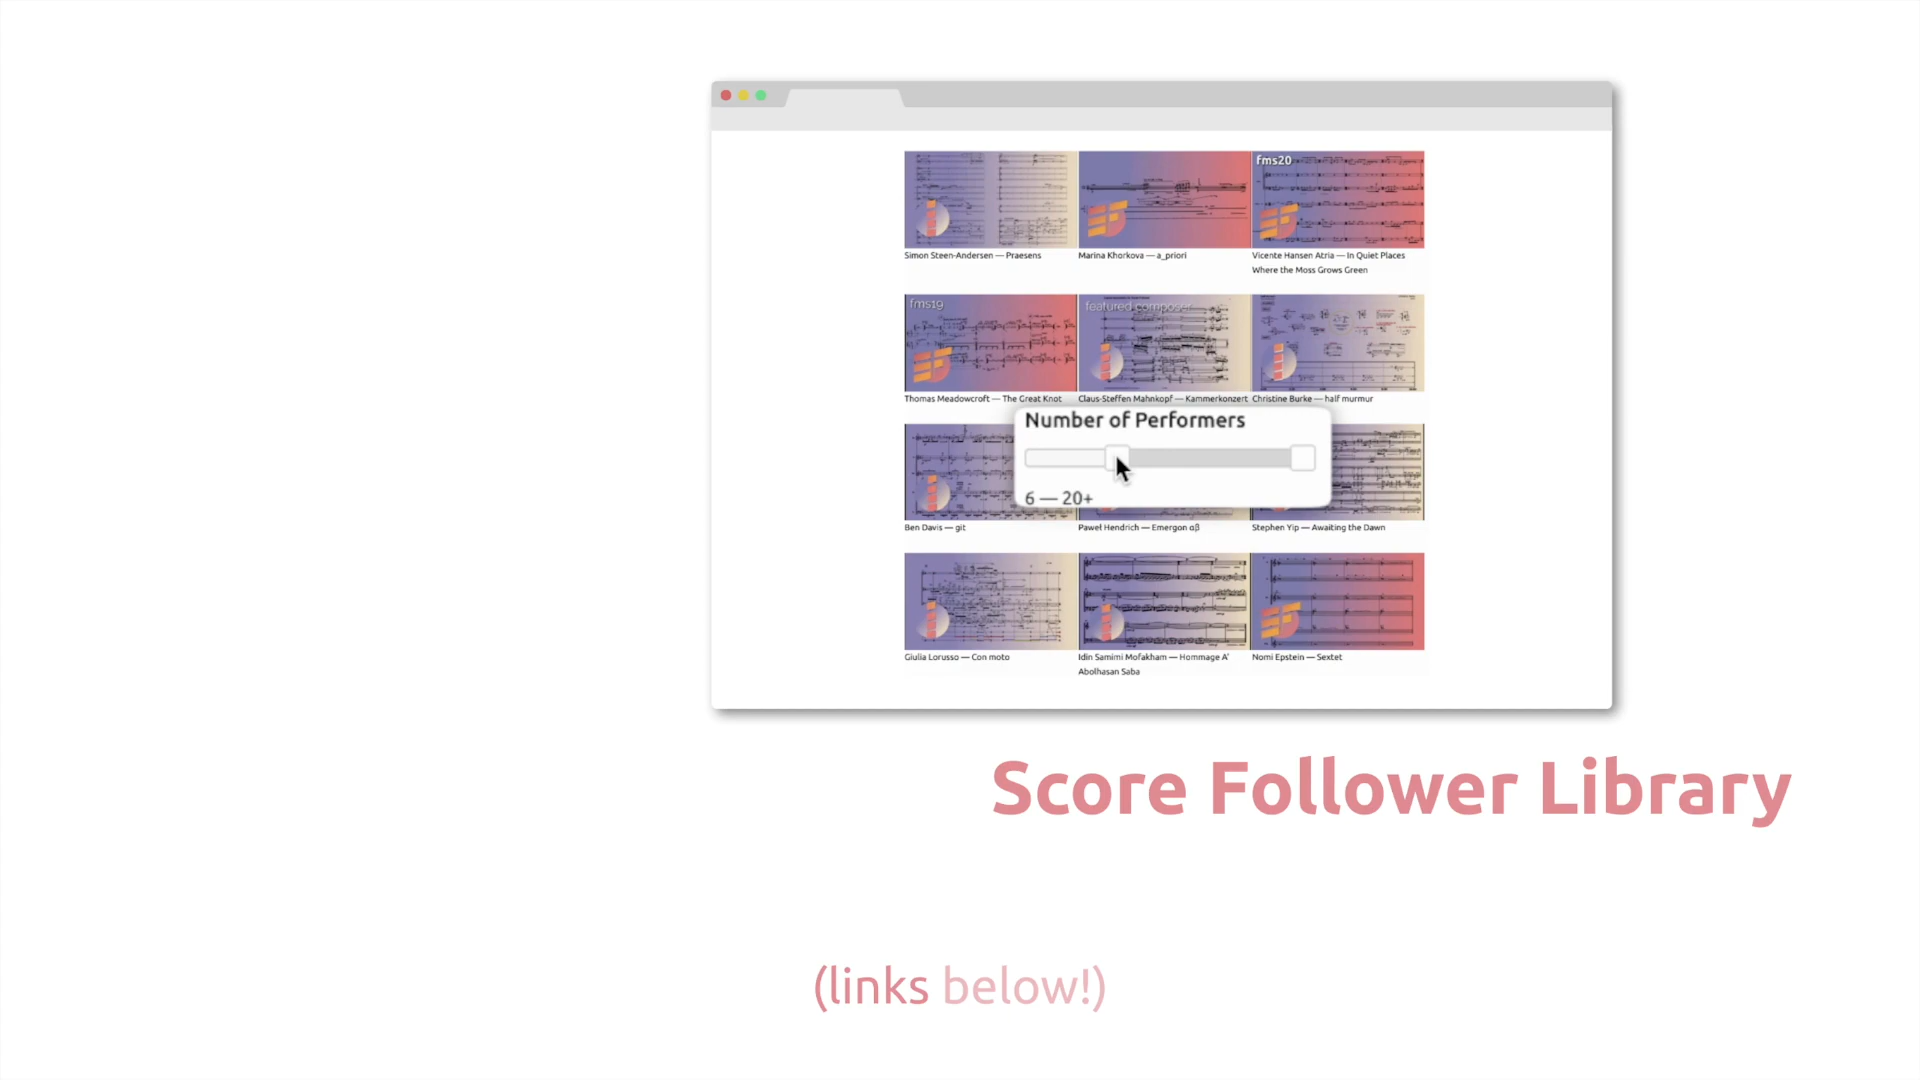 fms20
Simon Steen-Andersen — Praesens
Marina Khorkova — a_priori
Vicente Hansen Atria — In Quiet Places
Where the Moss Grows Green
fms19
featured composer
Thomas Meadowcroft — The Great Knot
Claus-Steffen Mahnkopf — Kammerkonzert
Christine Burke — half murmur
Number of Performers
6 — 20+
Ben Davis — git
Paweł Hendrich — Emergon αβ
Stephen Yip — Awaiting the Dawn
Giulia Lorusso — Con moto
Idin Samimi Mofakham — Hommage A'
Abolhasan Saba
Nomi Epstein — Sextet
Score Follower Library
(links below!)